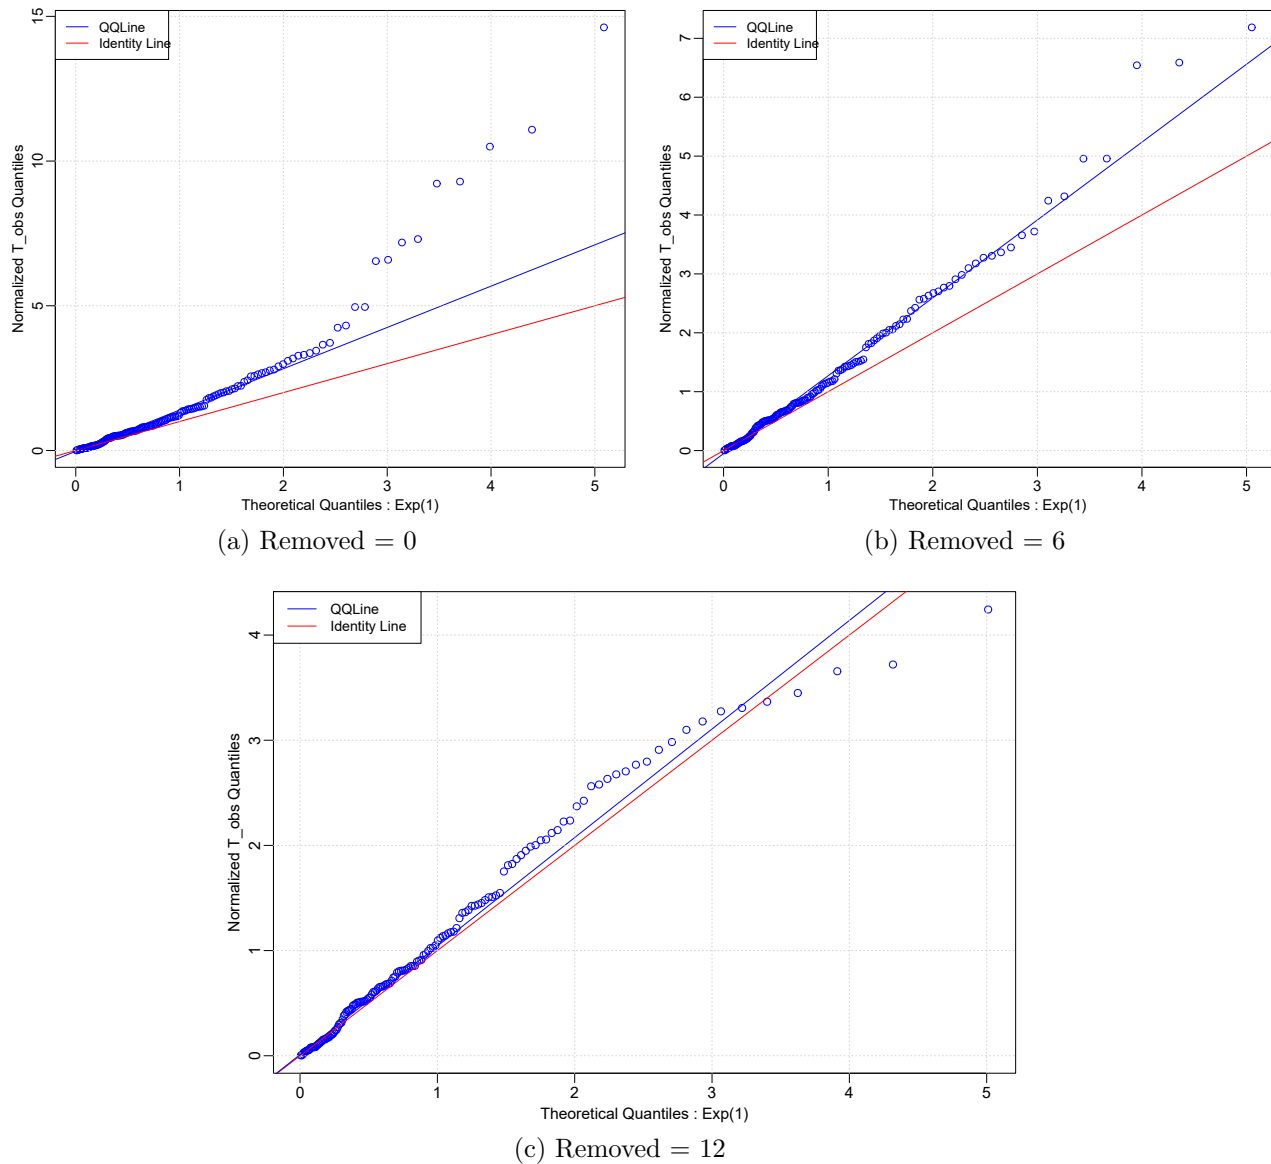 QQLine
Identity Line
15
10
5
0
Normalized T_obs Quantiles
0 1 2 3 4 5
Theoretical Quantiles : Exp(1)
(a) Removed = 0
QQLine
Identity Line
7
6
5
4
3
2
1
0
Normalized T_obs Quantiles
0 1 2 3 4 5
Theoretical Quantiles : Exp(1)
(b) Removed = 6
QQLine
Identity Line
4
3
2
1
0
Normalized T_obs Quantiles
0 1 2 3 4 5
Theoretical Quantiles : Exp(1)
(c) Removed = 12